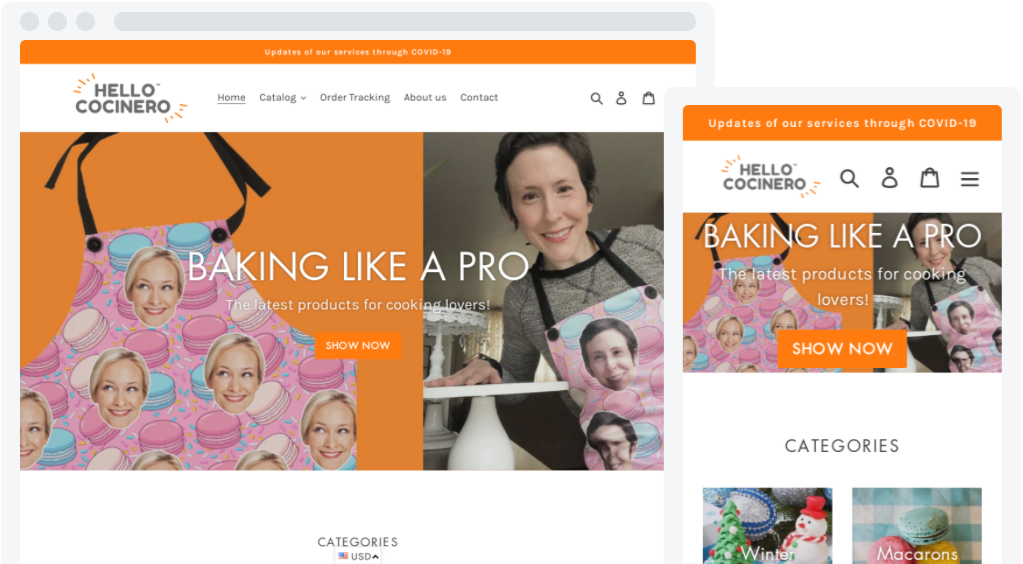 Updates of our services through COVID-19
HELLO™
COCINERO
Home Catalog Order Tracking About us Contact
BAKING LIKE A PRO
The latest products for cooking lovers!
SHOW NOW
CATEGORIES
USD
Updates of our services through COVID-19
HELLO™
COCINERO
BAKING LIKE A PRO
The latest products for cooking
lovers!
SHOW NOW
CATEGORIES
Winter Macarons